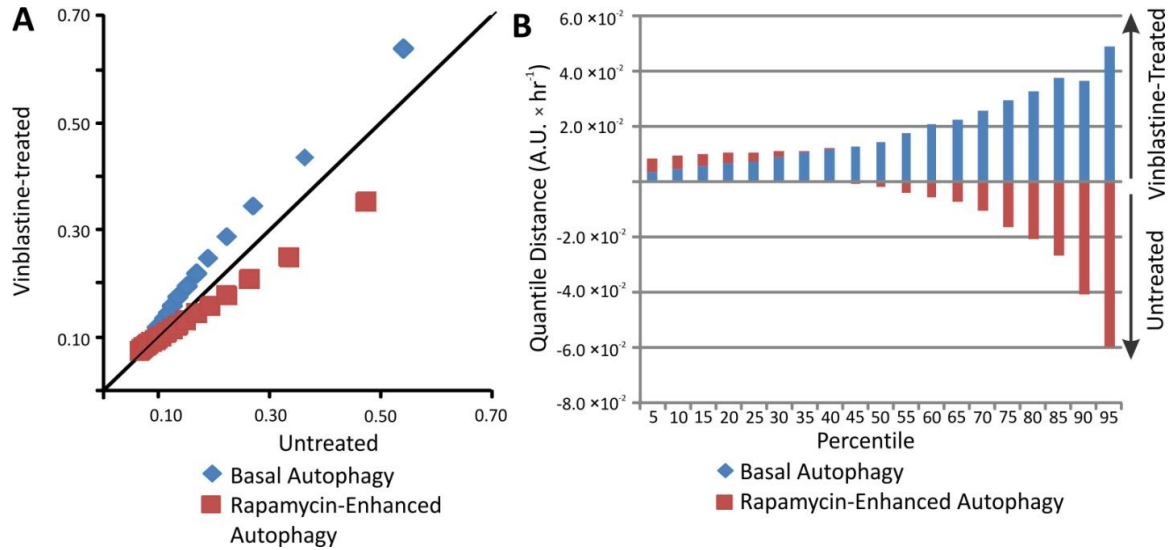 A
0.70
0.50
0.30
0.10
Vinblastine-treated
0.10 0.30 0.50 0.70
Untreated
Basal Autophagy
Rapamycin-Enhanced
Autophagy
B
6.0 ×10⁻²
4.0 ×10⁻²
2.0 ×10⁻²
-2.0 ×10⁻²
-4.0 ×10⁻²
-6.0 ×10⁻²
-8.0 ×10⁻²
Quantile Distance (A.U. × hr⁻¹)
5 10 15 20 25 30 35 40 45 50 55 60 65 70 75 80 85 90 95
Percentile
Vinblastine-Treated
Untreated
Basal Autophagy
Rapamycin-Enhanced Autophagy